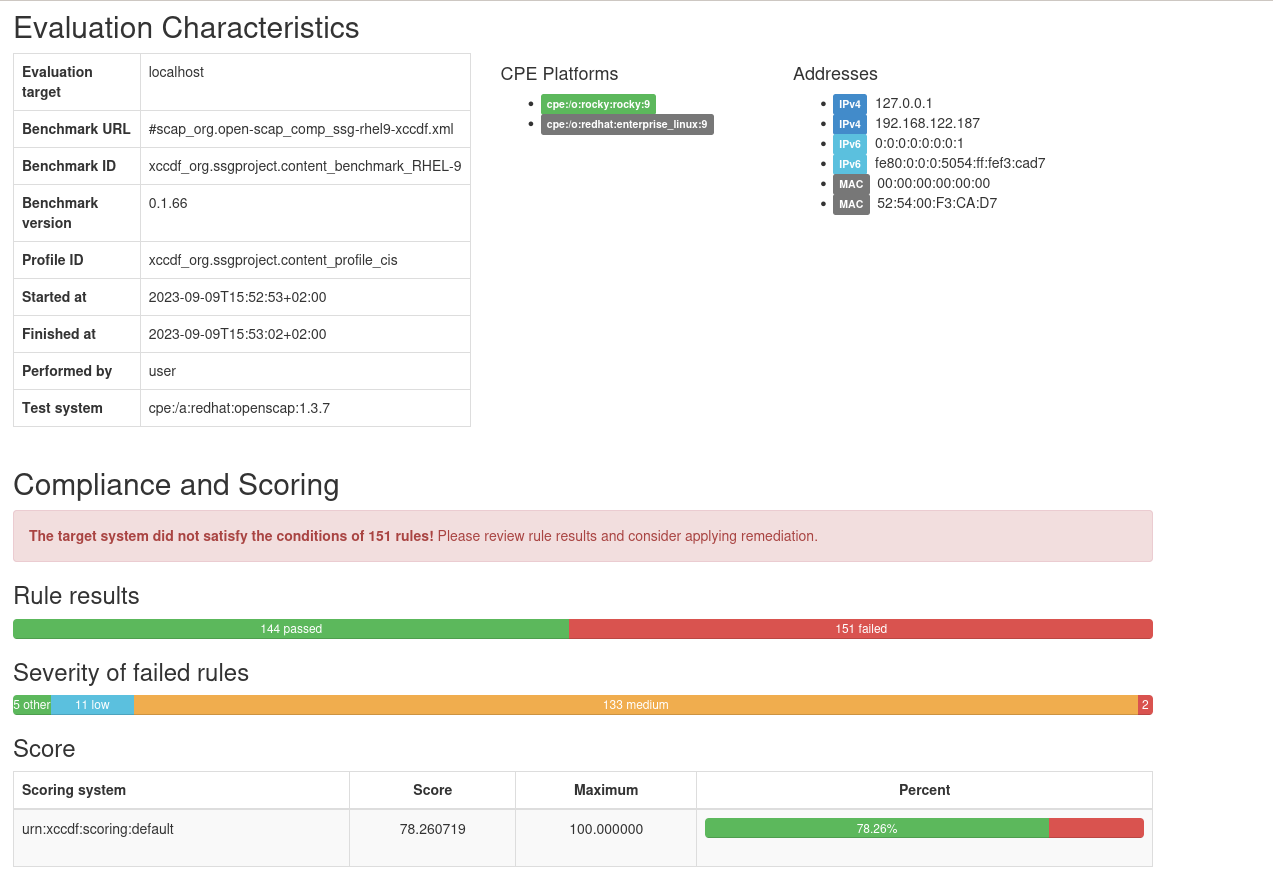 Evaluation Characteristics
Evaluation
target
localhost
Benchmark URL
#scap_org.open-scap_comp_ssg-rhel9-xccdf.xml
Benchmark ID
xccdf_org.ssgproject.content_benchmark_RHEL-9
Benchmark
version
0.1.66
Profile ID
xccdf_org.ssgproject.content_profile_cis
Started at
2023-09-09T15:52:53+02:00
Finished at
2023-09-09T15:53:02+02:00
Performed by
user
Test system
cpe:/a:redhat:openscap:1.3.7
CPE Platforms
cpe:/o:rocky:rocky:9
cpe:/o:redhat:enterprise_linux:9
Addresses
IPv4 127.0.0.1
IPv4 192.168.122.187
IPv6 0:0:0:0:0:0:0:1
IPv6 fe80:0:0:0:5054:ff:fef3:cad7
MAC 00:00:00:00:00:00
MAC 52:54:00:F3:CA:D7
Compliance and Scoring
The target system did not satisfy the conditions of 151 rules! Please review rule results and consider applying remediation.
Rule results
144 passed 151 failed
Severity of failed rules
5 other 11 low 133 medium 2
Score
Scoring system Score Maximum Percent
urn:xccdf:scoring:default 78.260719 100.000000 78.26%